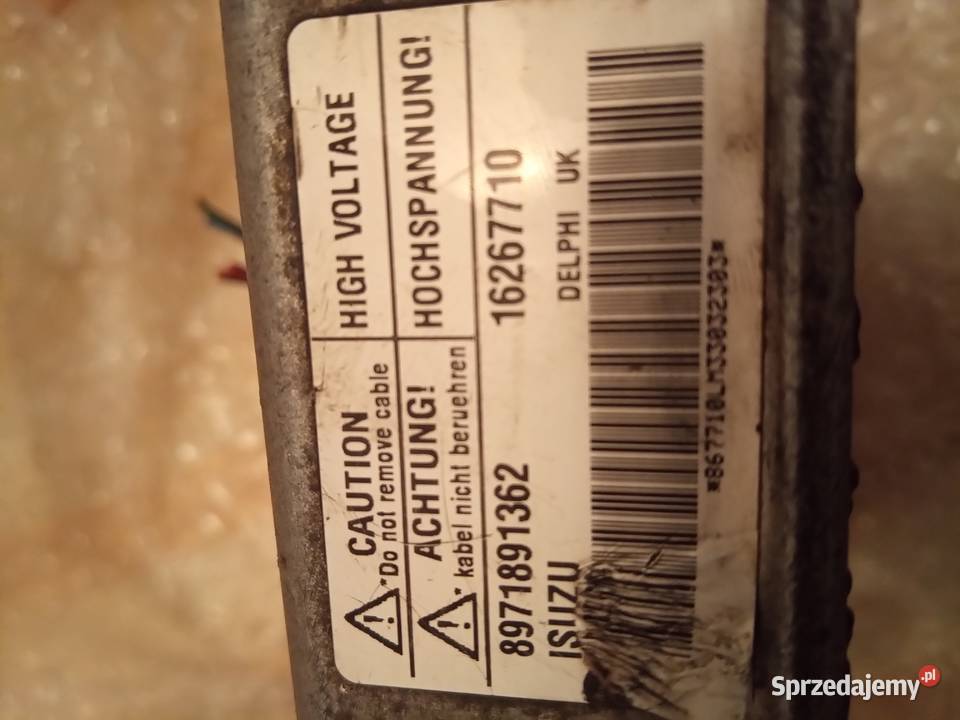 CAUTION HIGH VOLTAGE
*Do not remove cable
ACHTUNG! HOCHSPANNUNG!
* kabel nicht beruehren
8971891362 16267710
ISUZU DELPHI UK
*867710LM33032303*
Sprzedajemy.pl